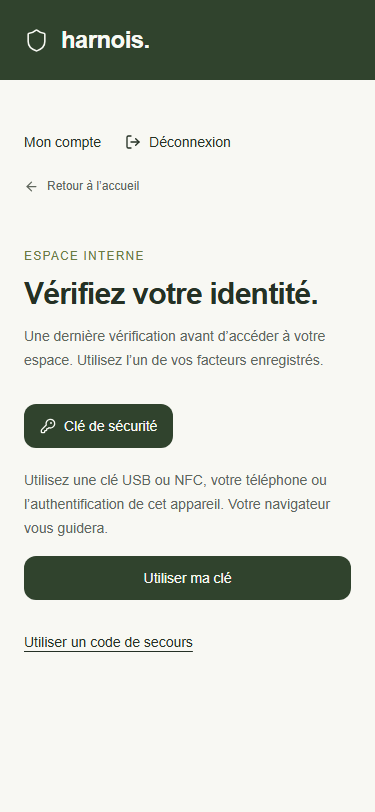 harnois.
Mon compte
Déconnexion
Retour à l’accueil
ESPACE INTERNE
Vérifiez votre identité.
Une dernière vérification avant d’accéder à votre
espace. Utilisez l’un de vos facteurs enregistrés.
Clé de sécurité
Utilisez une clé USB ou NFC, votre téléphone ou
l’authentification de cet appareil. Votre navigateur
vous guidera.
Utiliser ma clé
Utiliser un code de secours